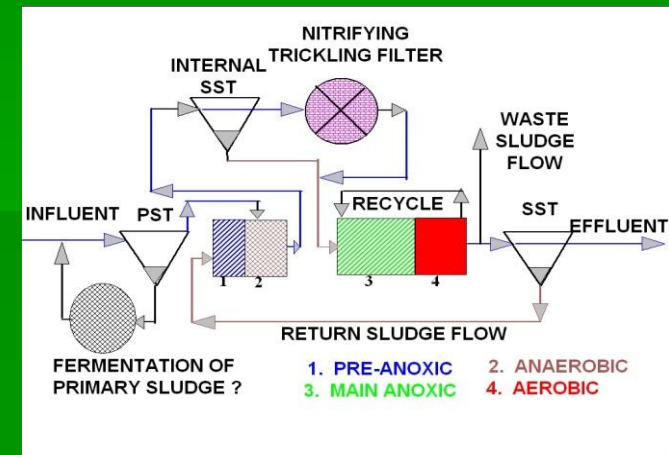 NITRIFYING
TRICKLING FILTER
INTERNAL
SST
WASTE
SLUDGE
FLOW
INFLUENT
PST
RECYCLE
SST
EFFLUENT
1
2
3
4
RETURN SLUDGE FLOW
FERMENTATION OF
PRIMARY SLUDGE ?
1. PRE-ANOXIC
2. ANAEROBIC
3. MAIN ANOXIC
4. AEROBIC